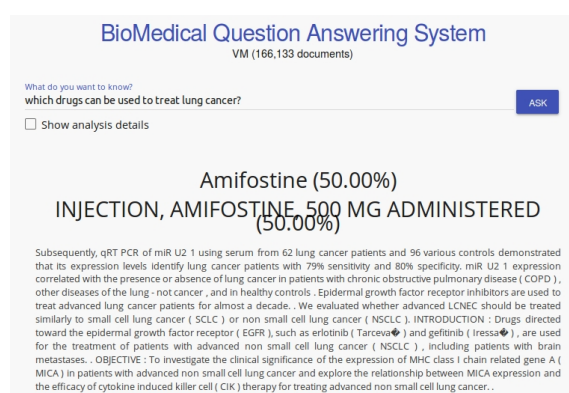 BioMedical Question Answering System
VM (166,133 documents)
What do you want to know?
which drugs can be used to treat lung cancer?
ASK
Show analysis details
Amifostine (50.00%)
INJECTION, AMIFOSTINE, 500 MG ADMINISTERED
(50.00%)
Subsequently, qRT PCR of miR U2 1 using serum from 62 lung cancer patients and 96 various controls demonstrated
that its expression levels identify lung cancer patients with 79% sensitivity and 80% specificity. miR U2 1 expression
correlated with the presence or absence of lung cancer in patients with chronic obstructive pulmonary disease ( COPD ) ,
other diseases of the lung - not cancer , and in healthy controls . Epidermal growth factor receptor inhibitors are used to
treat advanced lung cancer patients for almost a decade. . We evaluated whether advanced LCNEC should be treated
similarly to small cell lung cancer ( SCLC ) or non small cell lung cancer ( NSCLC ). INTRODUCTION : Drugs directed
toward the epidermal growth factor receptor ( EGFR ), such as erlotinib ( Tarceva� ) and gefitinib ( Iressa� ) , are used
for the treatment of patients with advanced non small cell lung cancer ( NSCLC ) , including patients with brain
metastases. . OBJECTIVE : To investigate the clinical significance of the expression of MHC class I chain related gene A (
MICA ) in patients with advanced non small cell lung cancer and explore the relationship between MICA expression and
the efficacy of cytokine induced killer cell ( CIK ) therapy for treating advanced non small cell lung cancer. .